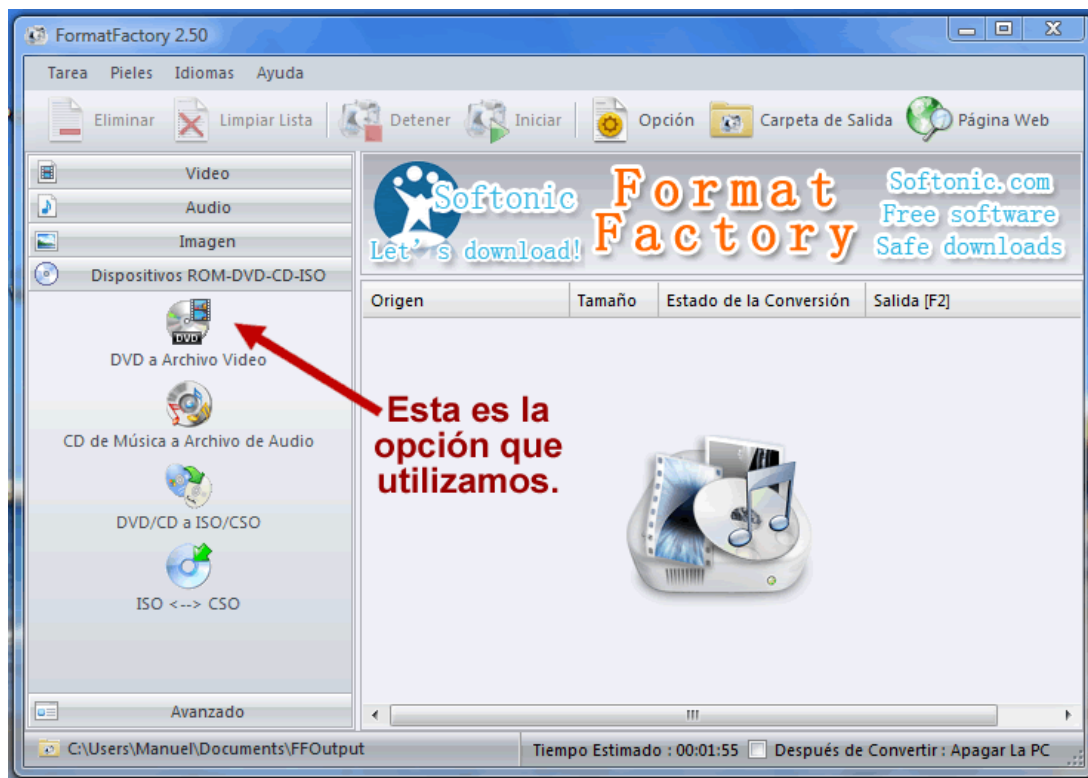 FormatFactory 2.50
Tarea Pieles Idiomas Ayuda
Eliminar Limpiar Lista Detener Iniciar Opción Carpeta de Salida Página Web
Video
Audio
Imagen
Dispositivos ROM-DVD-CD-ISO
DVD
DVD a Archivo Video
CD de Música a Archivo de Audio
DVD/CD a ISO/CSO
ISO <--> CSO
Avanzado
Softonic
Let's download!
Format
Factory
Softonic.com
Free software
Safe downloads
Origen Tamaño Estado de la Conversión Salida [F2]
Esta es la
opción que
utilizamos.
C:\Users\Manuel\Documents\FFOutput Tiempo Estimado : 00:01:55 Después de Convertir : Apagar La PC